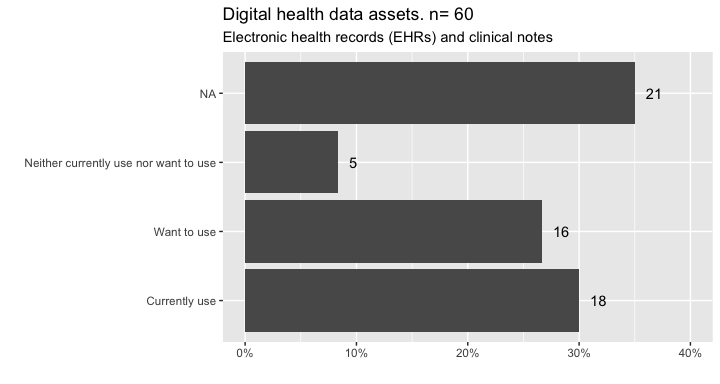 Digital health data assets. n= 60
Electronic health records (EHRs) and clinical notes
NA
21
Neither currently use nor want to use
5
Want to use
16
Currently use
18
0%
10%
20%
30%
40%